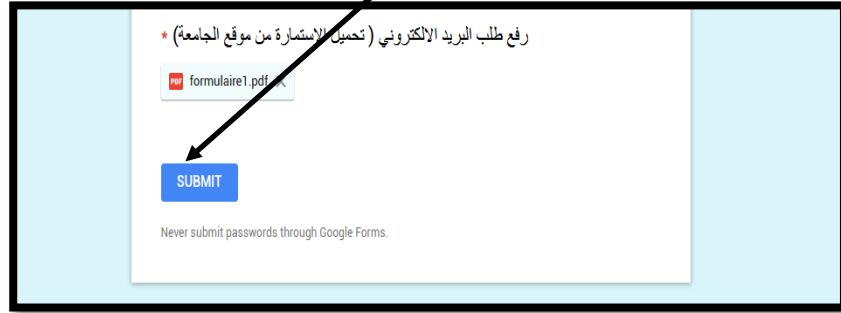 رفع طلب البريد الالكتروني ( تحميل الاستمارة من موقع الجامعة) *
PDF formulaire1.pdf ×
SUBMIT
Never submit passwords through Google Forms.